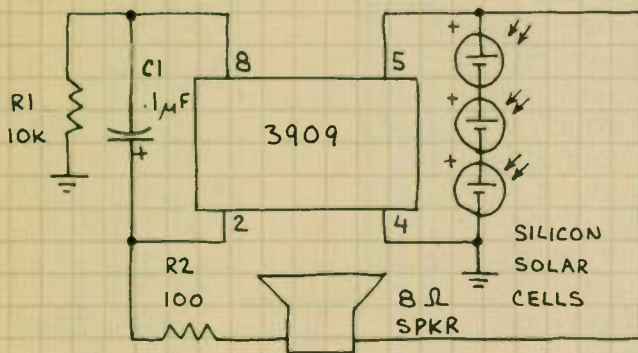 C1
8
5
R1
10K
.1µF
3909
+
+
+
+
2
4
SILICON
SOLAR
CELLS
R2
100
8 Ω
SPKR